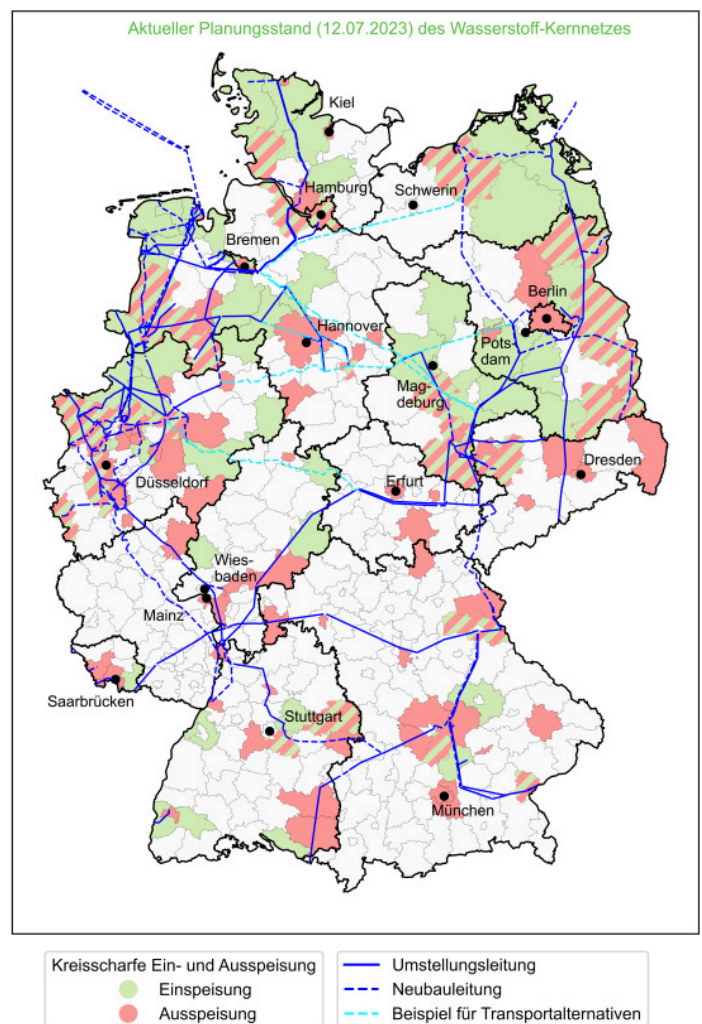 Aktueller Planungsstand (12.07.2023) des Wasserstoff-Kernnetzes
Kiel
Hamburg
Schwerin
Bremen
Berlin
Hannover
Pots-
dam
Mag-
deburg
Düsseldorf
Erfurt
Dresden
Wies-
baden
Mainz
Saarbrücken
Stuttgart
München
Kreisscharfe Ein- und Ausspeisung
Einspeisung
Ausspeisung
Umstellungsleitung
Neubauleitung
Beispiel für Transportalternativen